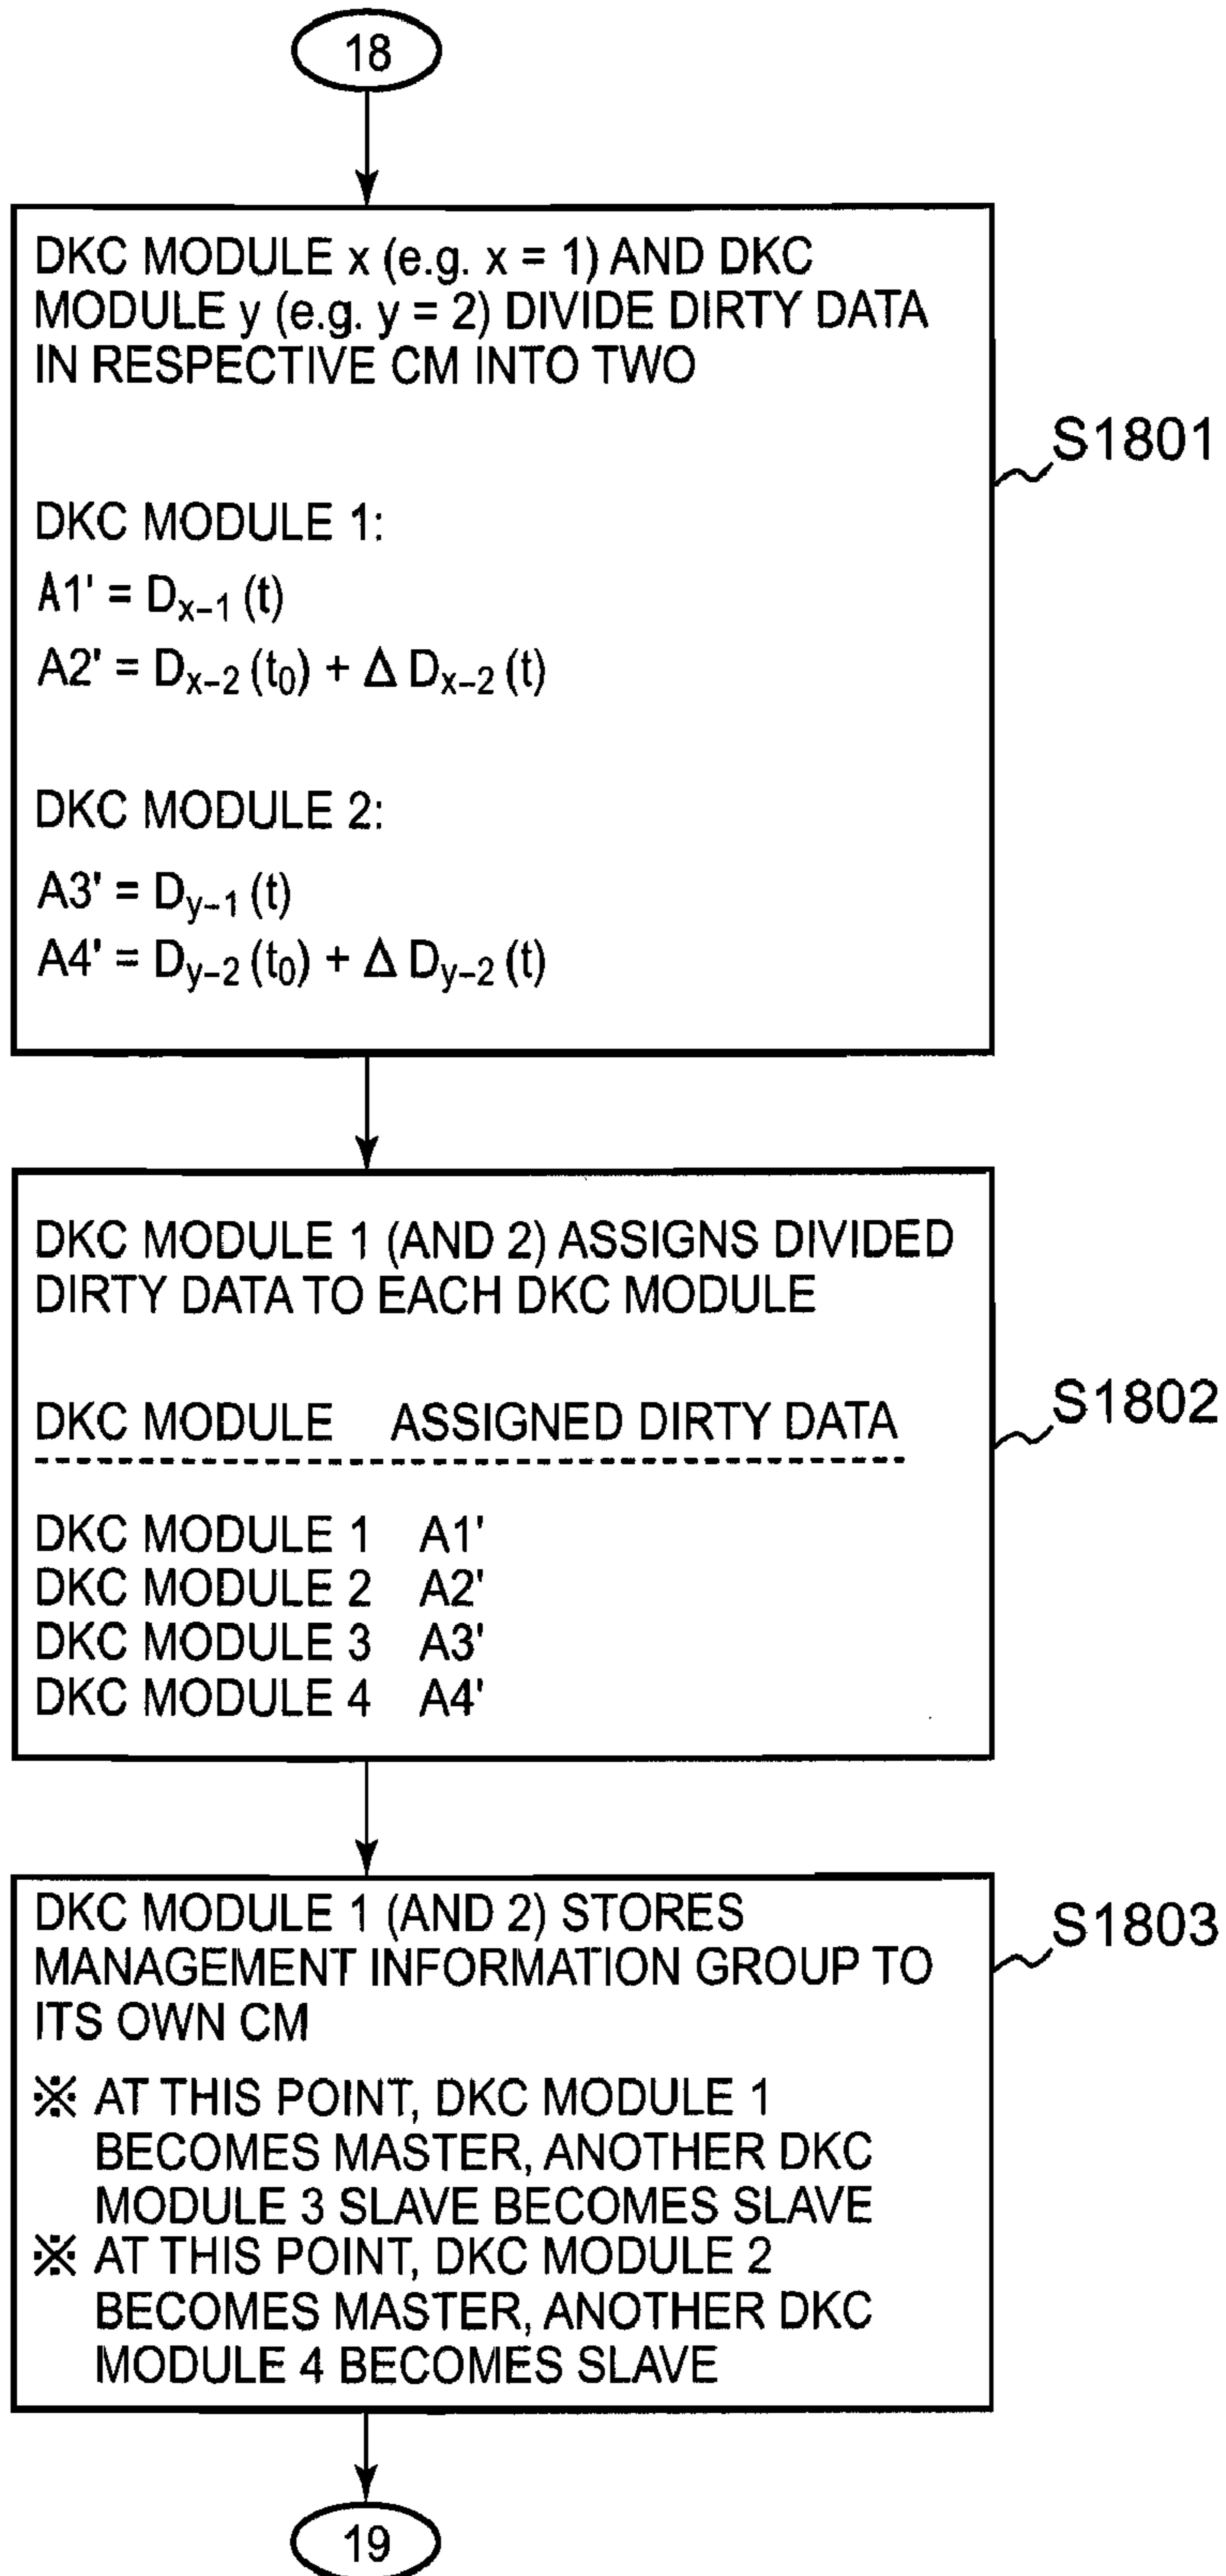 18
DKC MODULE x (e.g. x = 1) AND DKC
MODULE y (e.g. y = 2) DIVIDE DIRTY DATA
IN RESPECTIVE CM INTO TWO
DKC MODULE 1:
A1' = Dx−1 (t)
A2' = Dx−2 (t0) + Δ Dx−2 (t)
DKC MODULE 2:
A3' = Dy−1 (t)
A4' = Dy−2 (t0) + Δ Dy−2 (t)
S1801
DKC MODULE 1 (AND 2) ASSIGNS DIVIDED
DIRTY DATA TO EACH DKC MODULE
DKC MODULE ASSIGNED DIRTY DATA
DKC MODULE 1 A1'
DKC MODULE 2 A2'
DKC MODULE 3 A3'
DKC MODULE 4 A4'
S1802
DKC MODULE 1 (AND 2) STORES
MANAGEMENT INFORMATION GROUP TO
ITS OWN CM
※ AT THIS POINT, DKC MODULE 1
BECOMES MASTER, ANOTHER DKC
MODULE 3 SLAVE BECOMES SLAVE
※ AT THIS POINT, DKC MODULE 2
BECOMES MASTER, ANOTHER DKC
MODULE 4 BECOMES SLAVE
S1803
19